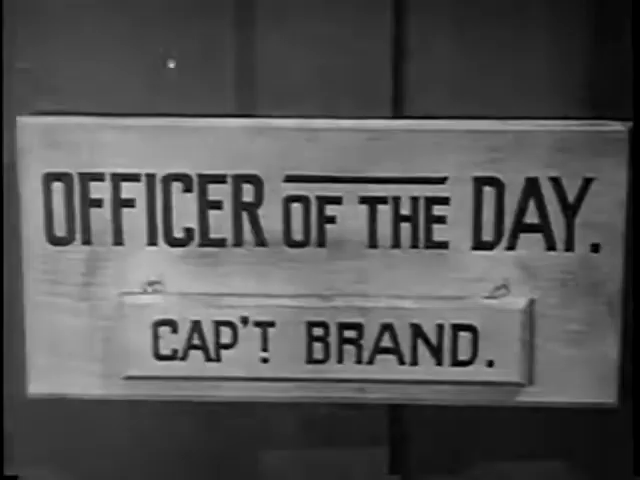 OFFICER OF THE DAY.
CAP'T BRAND.